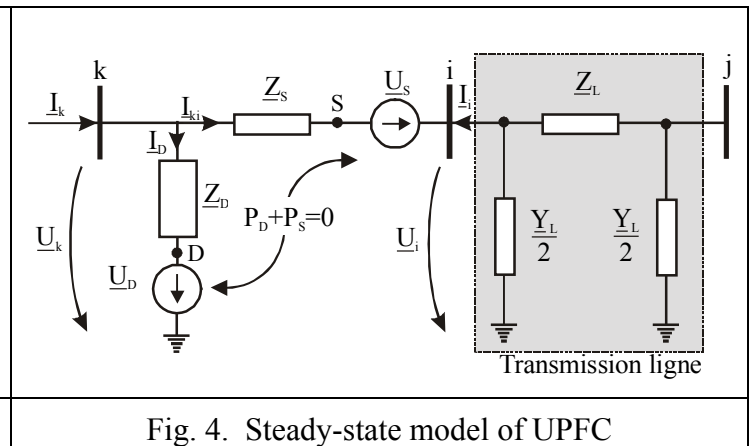 k
i
j
I_k
I_ki
Z_S
S
U_S
I_i
Z_L
I_D
Z_D
P_D+P_S=0
D
U_k
U_D
U_i
Y_L
2
Y_L
2
Transmission ligne
Fig. 4. Steady-state model of UPFC